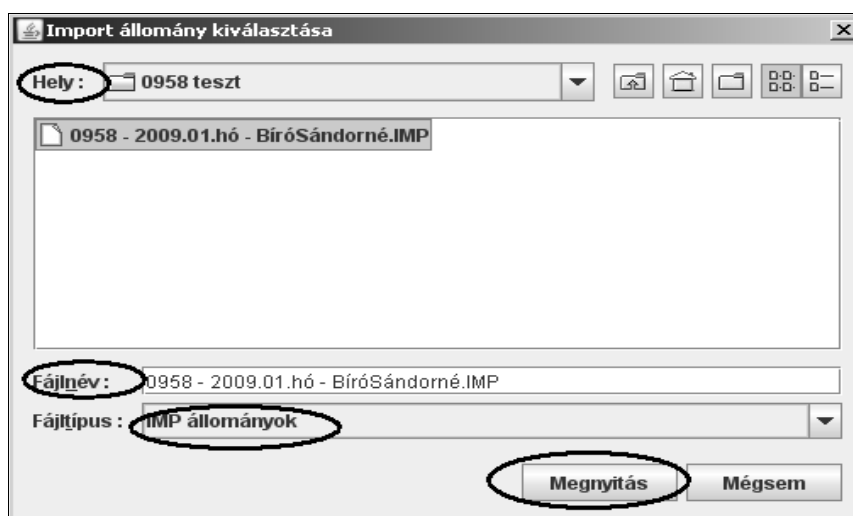 Import állomány kiválasztása
Hely : 0958 teszt
0958 - 2009.01.hó - BíróSándorné.IMP
Fájlnév : 0958 - 2009.01.hó - BíróSándorné.IMP
Fájltípus : IMP állományok
Megnyitás Mégsem